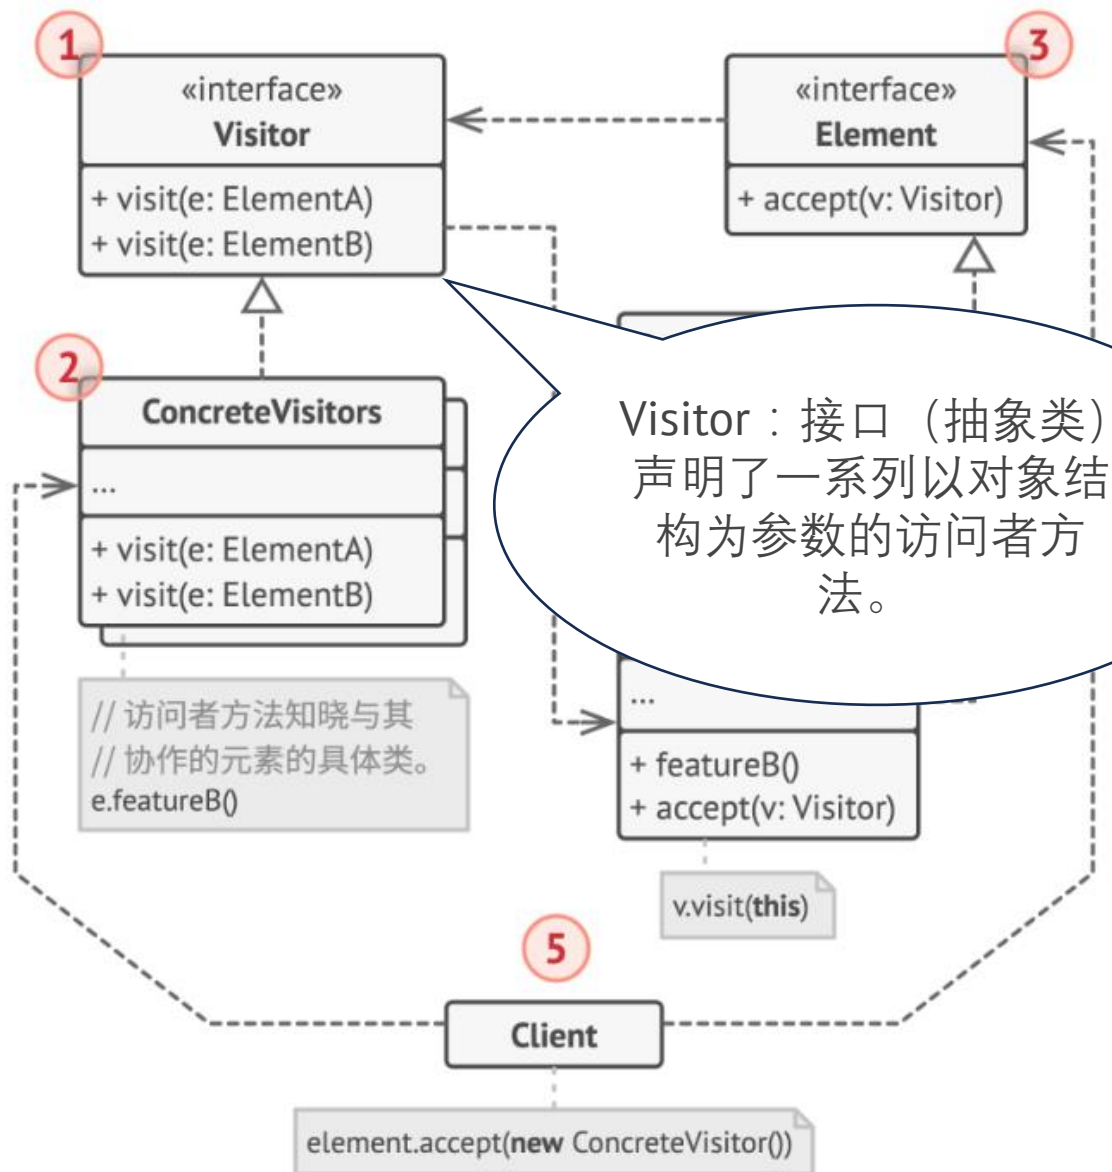 1
«interface»
Visitor
+ visit(e: ElementA)
+ visit(e: ElementB)
3
«interface»
Element
+ accept(v: Visitor)
2
ConcreteVisitors
...
+ visit(e: ElementA)
+ visit(e: ElementB)
// 访问者方法知晓与其
// 协作的元素的具体类。
e.featureB()
Visitor：接口（抽象类）
声明了一系列以对象结
构为参数的访问者方
法。
...
+ featureB()
+ accept(v: Visitor)
v.visit(this)
5
Client
element.accept(new ConcreteVisitor())